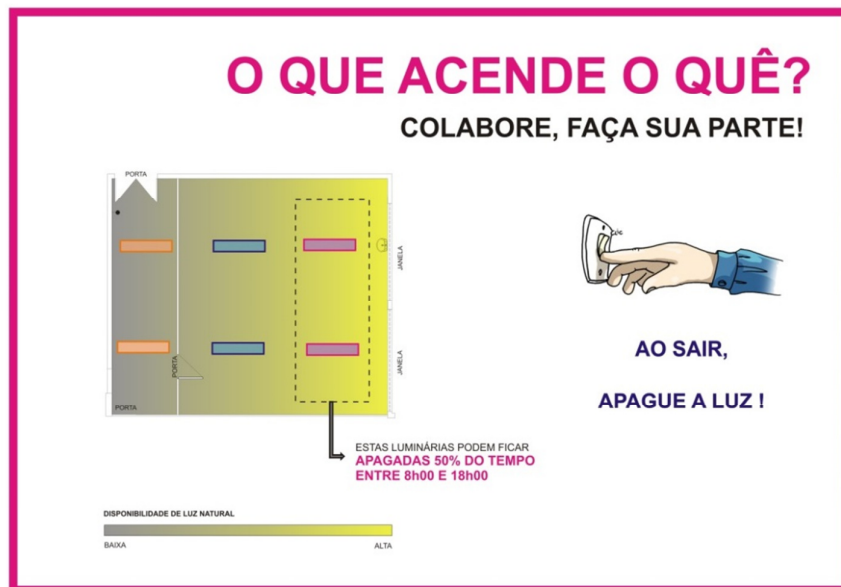 O QUE ACENDE O QUÊ?
COLABORE, FAÇA SUA PARTE!
PORTA
JANELA
PORTA
JANELA
PORTA
AO SAIR,
APAGUE A LUZ !
ESTAS LUMINÁRIAS PODEM FICAR
APAGADAS 50% DO TEMPO
ENTRE 8h00 E 18h00
DISPONIBILIDADE DE LUZ NATURAL
BAIXA
ALTA